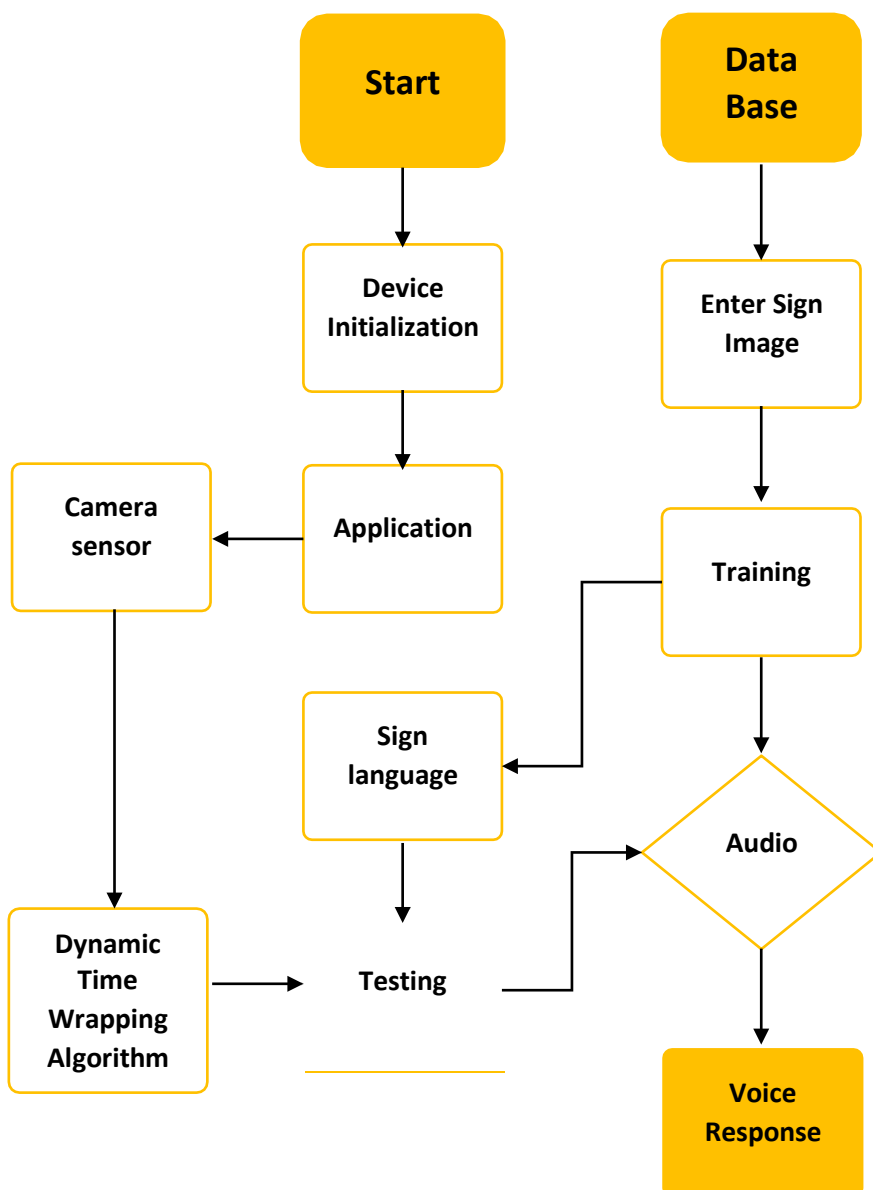 Start
Data
Base
Device
Initialization
Enter Sign
Image
Camera
sensor
Application
Training
Sign
language
Audio
Dynamic
Time
Wrapping
Algorithm
Testing
Voice
Response